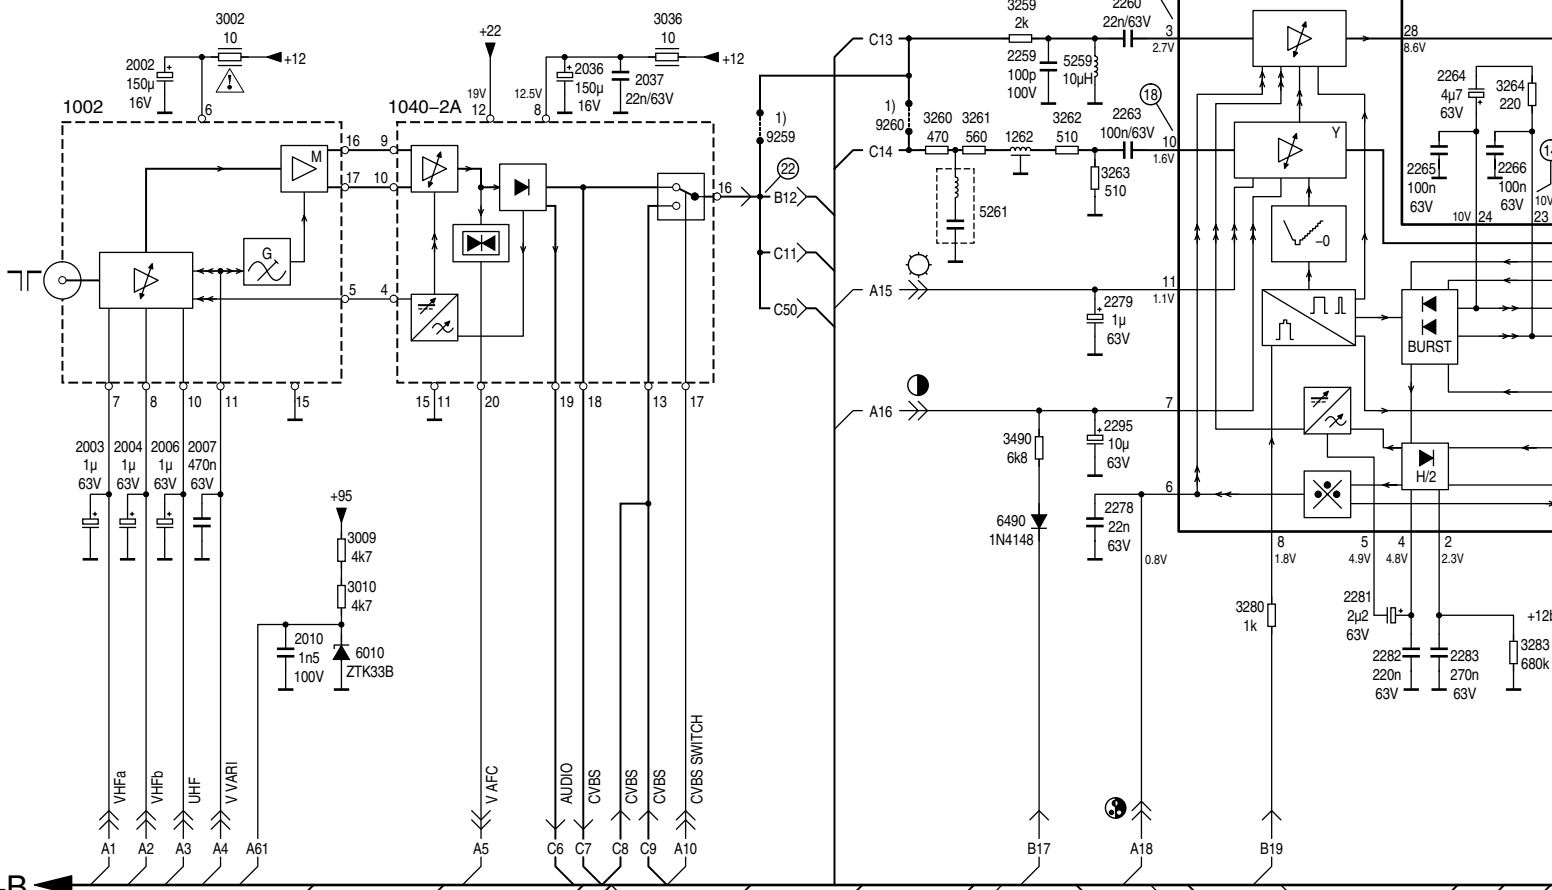 3002
10
+12
2002
150µ
16V
6
1002
+22
19V
12
12.5V
8
2036
150µ
16V
2037
22n/63V
3036
10
+12
1040-2A
M
16
9
17
10
G
5
4
16
22
1)
9259
B12
C11
C50
7
8
10
11
15
15
11
20
19
18
13
17
2003
1µ
63V
2004
1µ
63V
2006
1µ
63V
2007
470n
63V
+95
3009
4k7
3010
4k7
2010
1n5
100V
6010
ZTK33B
VHFa
VHFb
UHF
V VARI
V AFC
AUDIO
CVBS
CVBS
CVBS
CVBS SWITCH
A1
A2
A3
A4
A61
A5
C6
C7
C8
C9
A10
C13
3259
2k
2259
100p
100V
5259
10µH
2260
22n/63V
3
2.7V
1)
9260
C14
3260
470
3261
560
1262
3262
510
2263
100n/63V
18
10
1.6V
3263
510
5261
A15
11
1.1V
2279
1µ
63V
A16
7
3490
6k8
2295
10µ
63V
6490
1N4148
2278
22n
63V
6
0.8V
Y
-0
BURST
H/2
28
8.6V
2264
4µ7
63V
3264
220
2265
100n
63V
2266
100n
63V
10V
24
10V
23
8
1.8V
5
4.9V
4
4.8V
2
2.3V
3280
1k
2281
2µ2
63V
2282
220n
63V
2283
270n
63V
3283
680k
B17
A18
B19